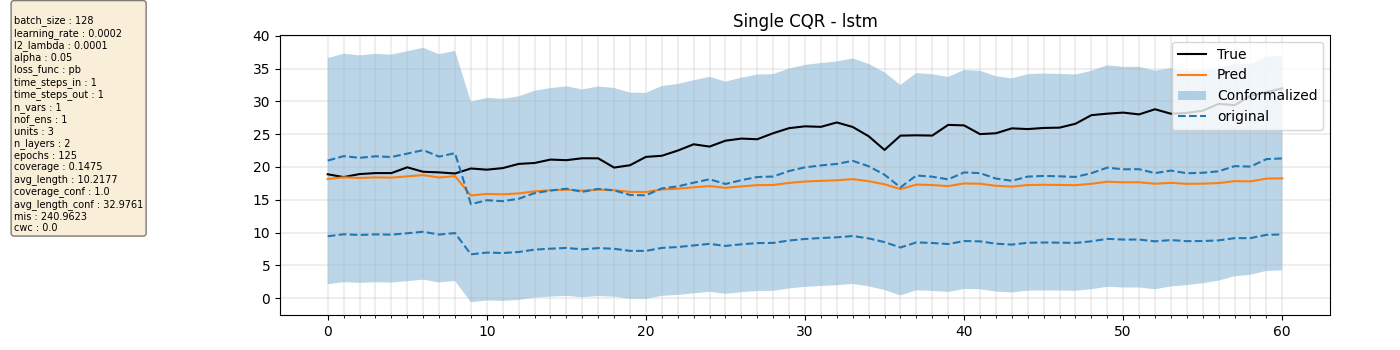 batch_size : 128
learning_rate : 0.0002
l2_lambda : 0.0001
alpha : 0.05
loss_func : pb
time_steps_in : 1
time_steps_out : 1
n_vars : 1
nof_ens : 1
units : 3
n_layers : 2
epochs : 125
coverage : 0.1475
avg_length : 10.2177
coverage_conf : 1.0
avg_length_conf : 32.9761
mis : 240.9623
cwc : 0.0
Single CQR - lstm
40
35
30
25
20
15
10
5
0
True
Pred
Conformalized
original
0 10 20 30 40 50 60